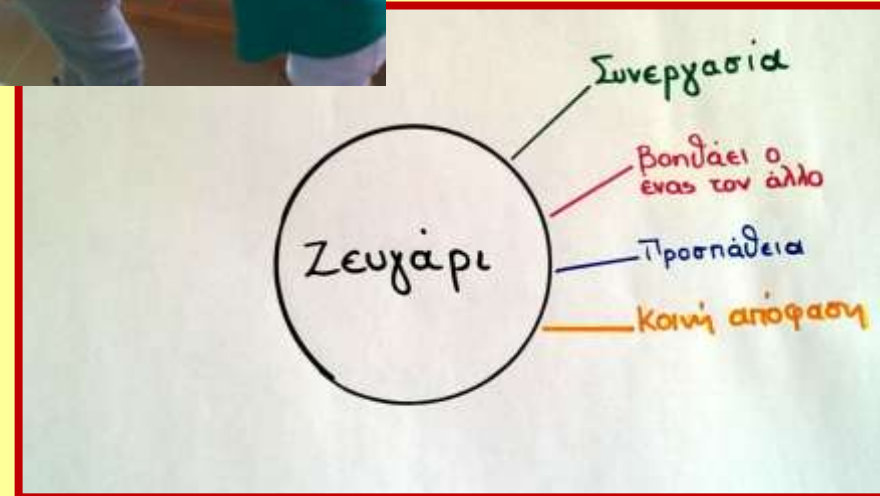 Συνεργασία
βοηθάει ο
ένας τον άλλο
Ζευγάρι
Προσπάθεια
Κοινή απόφαση